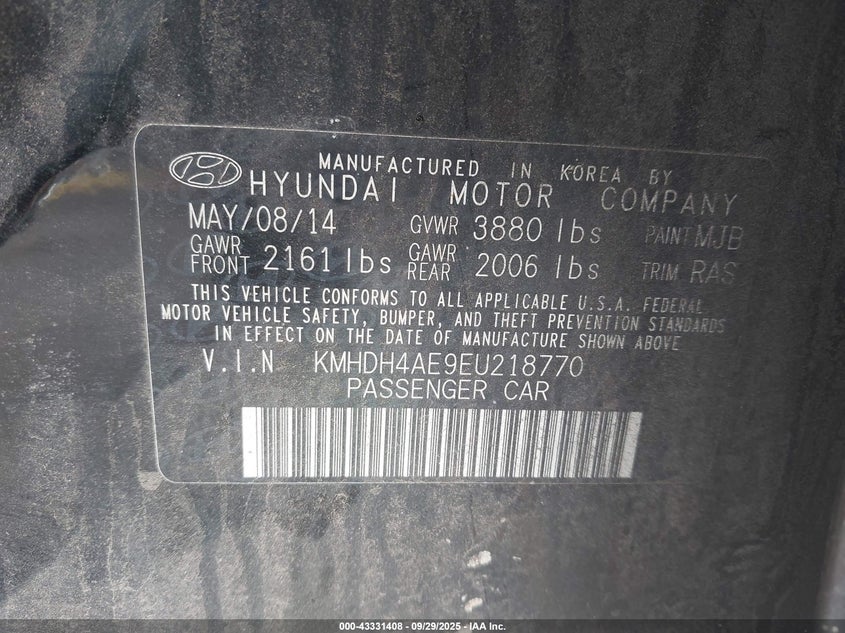 MANUFACTURED IN KOREA BY
HYUNDAI MOTOR COMPANY
MAY/08/14 GVWR 3880 lbs PAINT MJB
GAWR FRONT 2161 lbs GAWR REAR 2006 lbs TRIM RAS
THIS VEHICLE CONFORMS TO ALL APPLICABLE U.S.A. FEDERAL
MOTOR VEHICLE SAFETY, BUMPER, AND THEFT PREVENTION STANDARDS
IN EFFECT ON THE DATE OF MANUFACTURE SHOWN ABOVE
V.I.N KMHDH4AE9EU218770
PASSENGER CAR
000-43331408 - 09/29/2025 - IAA Inc.